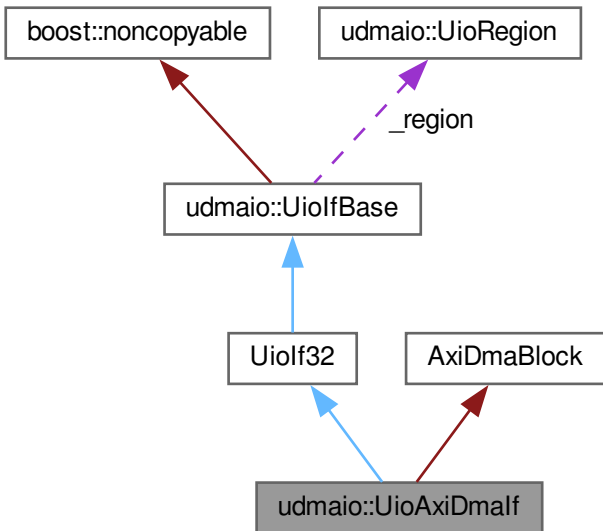 boost::noncopyable
udmaio::UioRegion
_region
udmaio::UioIfBase
UioIf32
AxiDmaBlock
udmaio::UioAxiDmaIf